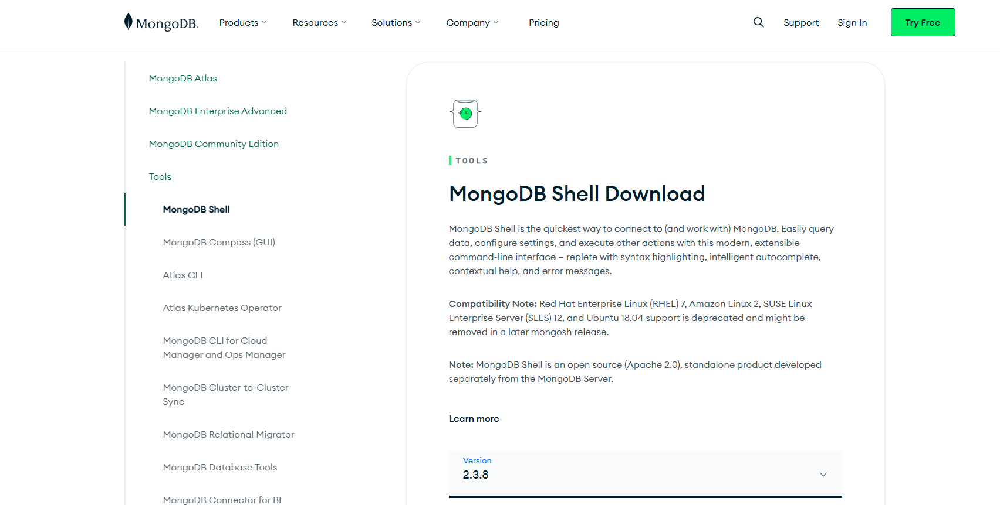 MongoDB.
Products
Resources
Solutions
Company
Pricing
Support
Sign In
Try Free
MongoDB Atlas
MongoDB Enterprise Advanced
MongoDB Community Edition
Tools
MongoDB Shell
MongoDB Compass (GUI)
Atlas CLI
Atlas Kubernetes Operator
MongoDB CLI for Cloud
Manager and Ops Manager
MongoDB Cluster-to-Cluster
Sync
MongoDB Relational Migrator
MongoDB Database Tools
MongoDB Connector for BI
TOOLS
MongoDB Shell Download
MongoDB Shell is the quickest way to connect to (and work with) MongoDB. Easily query
data, configure settings, and execute other actions with this modern, extensible
command-line interface — replete with syntax highlighting, intelligent autocomplete,
contextual help, and error messages.
Compatibility Note: Red Hat Enterprise Linux (RHEL) 7, Amazon Linux 2, SUSE Linux
Enterprise Server (SLES) 12, and Ubuntu 18.04 support is deprecated and might be
removed in a later mongosh release.
Note: MongoDB Shell is an open source (Apache 2.0), standalone product developed
separately from the MongoDB Server.
Learn more
Version
2.3.8